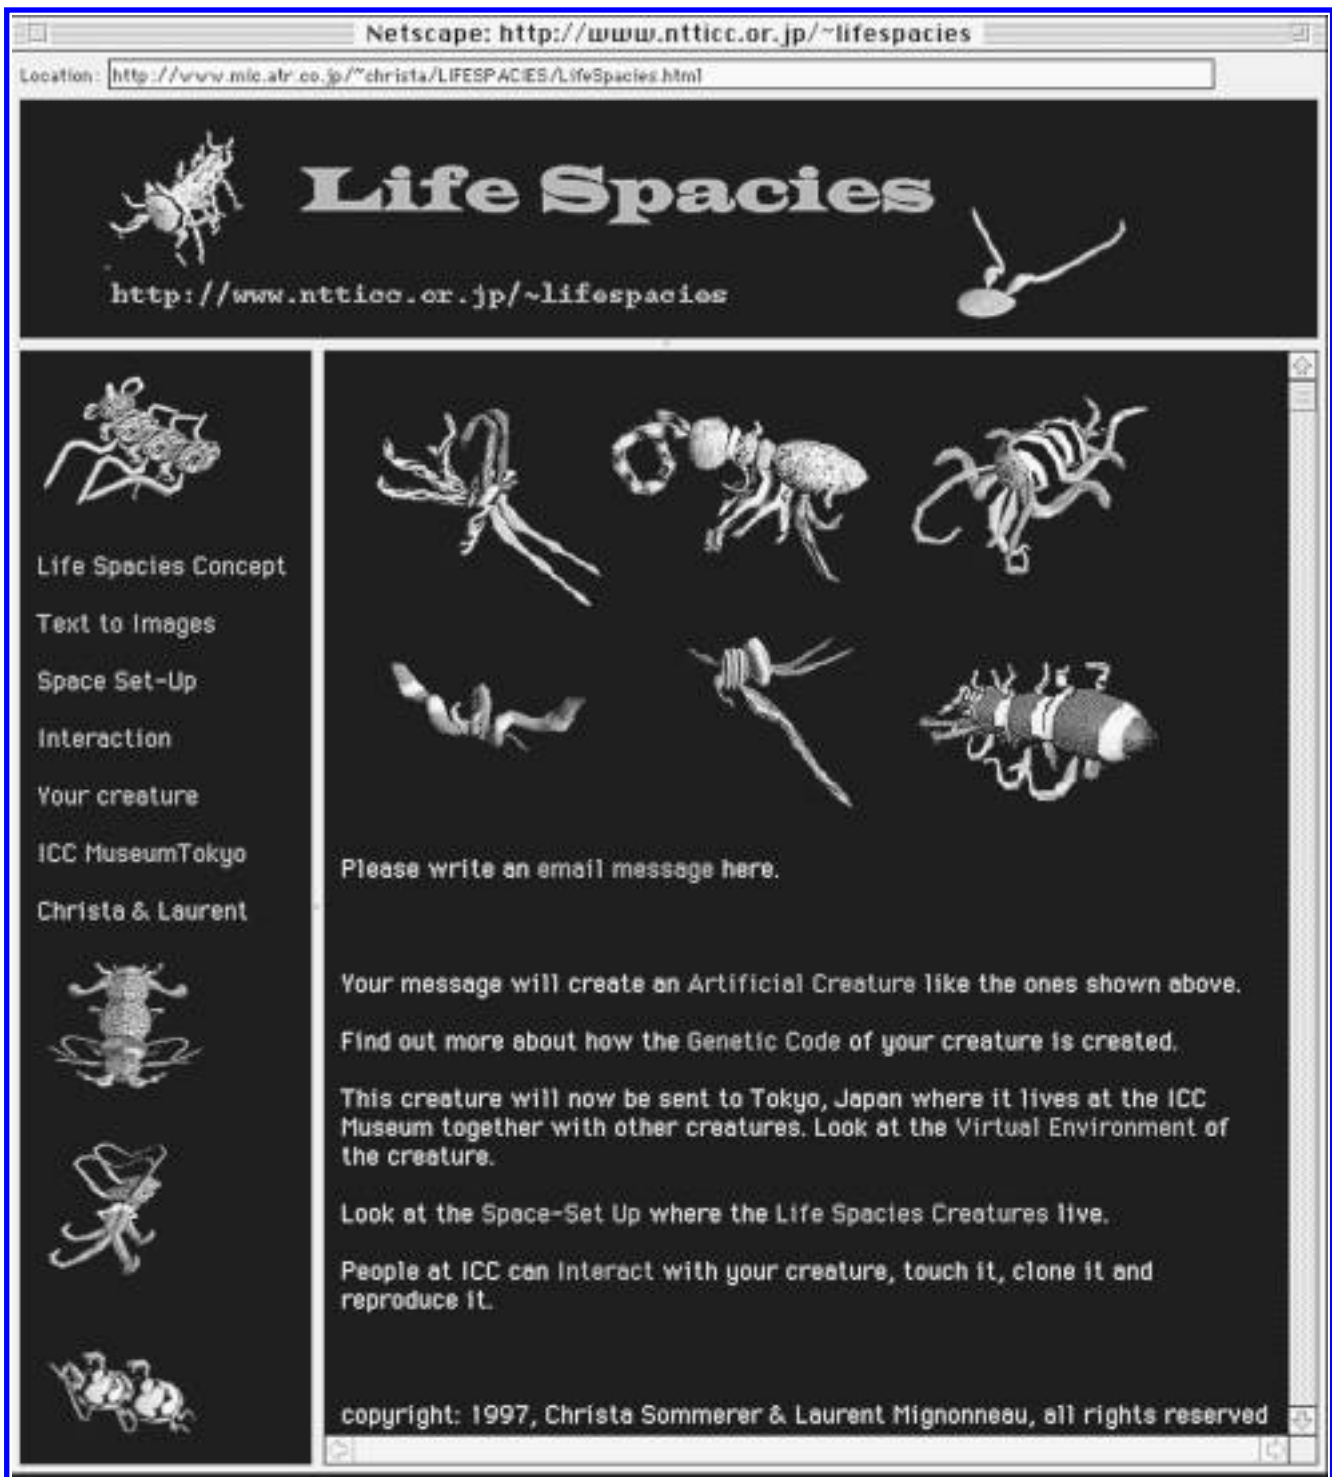 Netscape: http://www.ntticc.or.jp/~lifespacies
Location: http://www.mic.atr.co.jp/~christa/LIFESPACIES/LifeSpacies.html
Life Spacies
http://www.ntticc.or.jp/~lifespacies
Life Spacies Concept
Text to Images
Space Set-Up
Interaction
Your creature
ICC MuseumTokyo
Christa & Laurent
Please write an email message here.
Your message will create an Artificial Creature like the ones shown above.
Find out more about how the Genetic Code of your creature is created.
This creature will now be sent to Tokyo, Japan where it lives at the ICC
Museum together with other creatures. Look at the Virtual Environment of
the creature.
Look at the Space-Set Up where the Life Spacies Creatures live.
People at ICC can Interact with your creature, touch it, clone it and
reproduce it.
copyright: 1997, Christa Sommerer & Laurent Mignonneau, all rights reserved